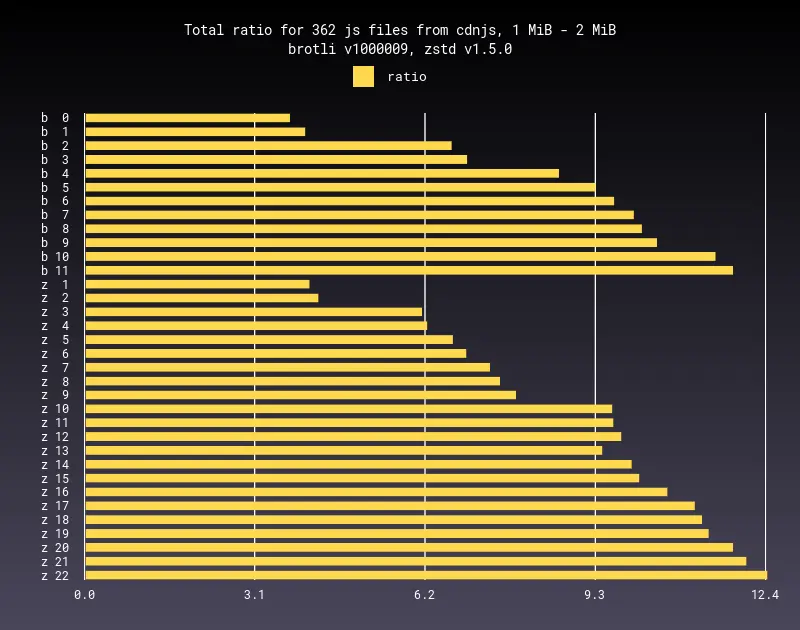 Total ratio for 362 js files from cdnjs, 1 MiB - 2 MiB
brotli v1000009, zstd v1.5.0
ratio
b 0
b 1
b 2
b 3
b 4
b 5
b 6
b 7
b 8
b 9
b 10
b 11
z 1
z 2
z 3
z 4
z 5
z 6
z 7
z 8
z 9
z 10
z 11
z 12
z 13
z 14
z 15
z 16
z 17
z 18
z 19
z 20
z 21
z 22
0.0 3.1 6.2 9.3 12.4